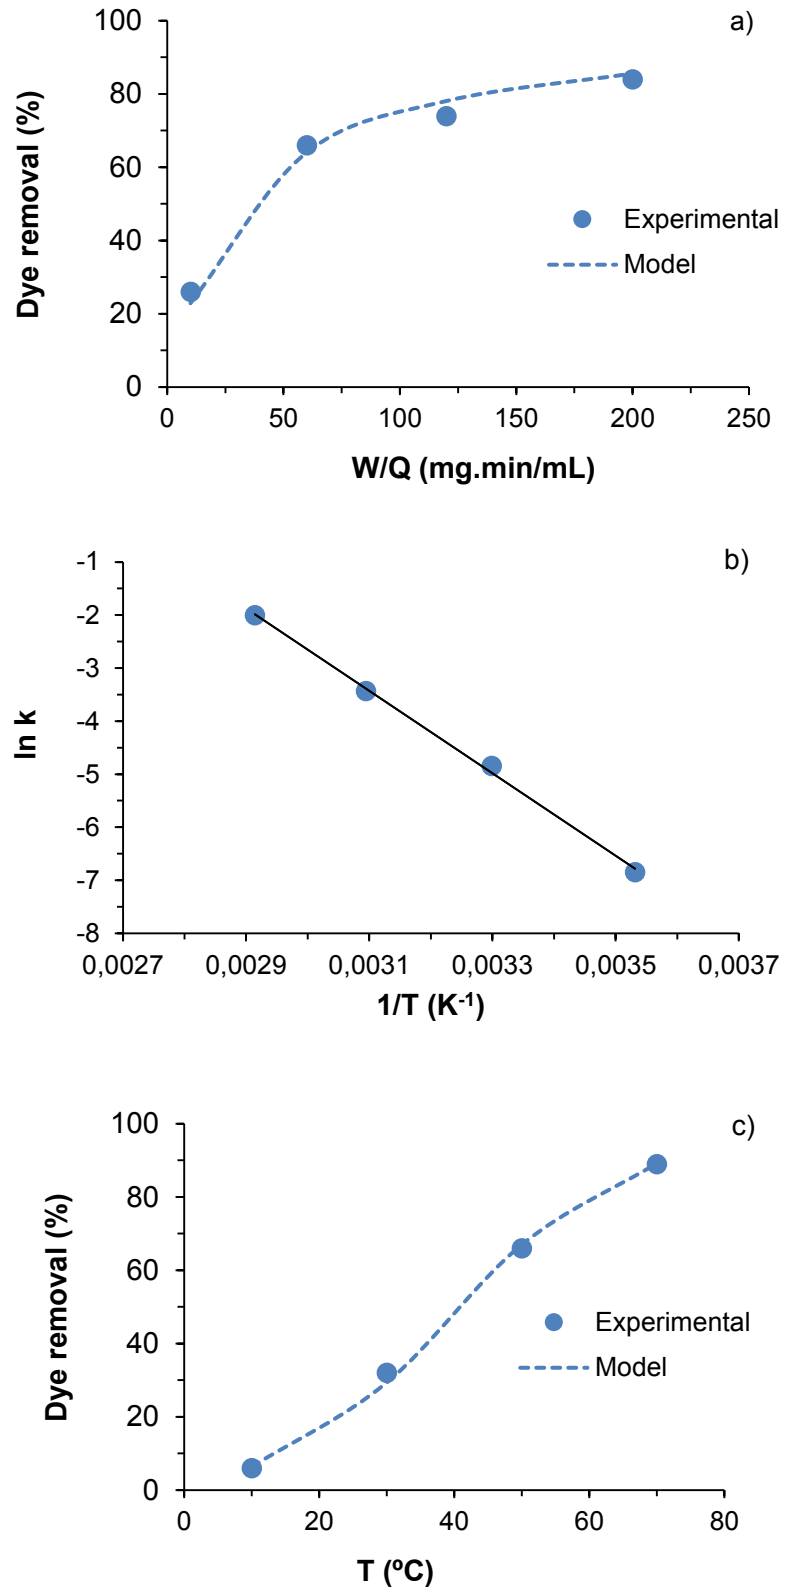 a)
Dye removal (%)
100
80
60
40
20
0
Experimental
Model
0 50 100 150 200 250
W/Q (mg.min/mL)
b)
ln k
-1
-2
-3
-4
-5
-6
-7
-8
0,0027 0,0029 0,0031 0,0033 0,0035 0,0037
1/T (K⁻¹)
c)
Dye removal (%)
100
80
60
40
20
0
Experimental
Model
0 20 40 60 80
T (ºC)